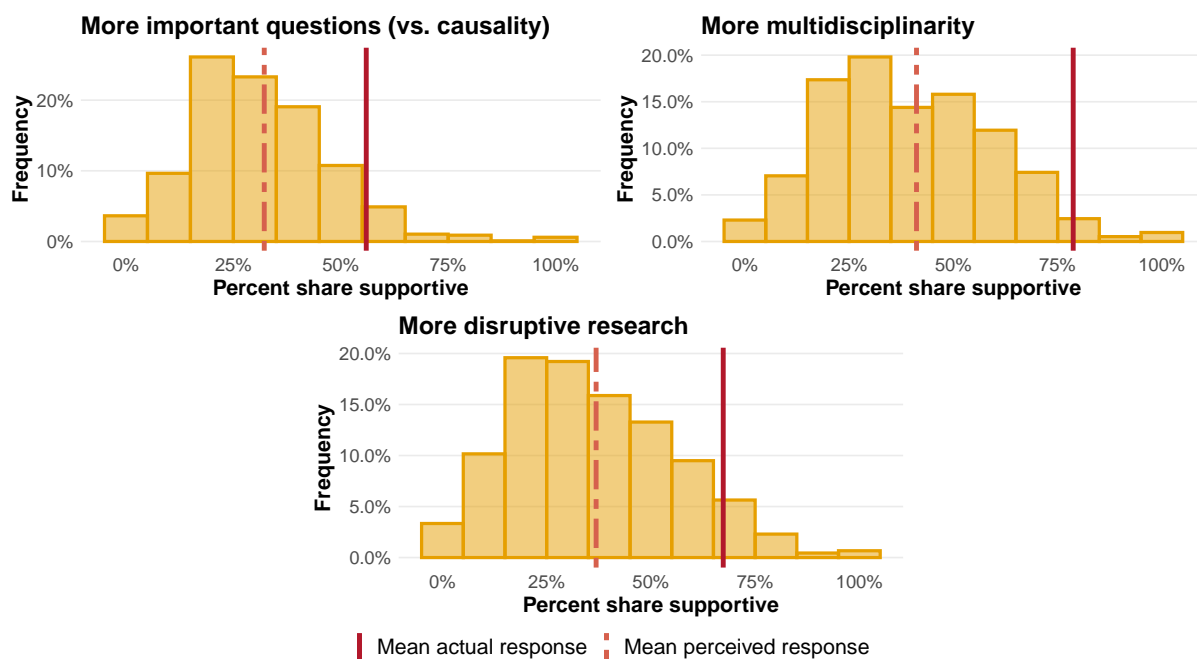 More important questions (vs. causality)
Frequency
20%
10%
0%
0% 25% 50% 75% 100%
Percent share supportive
More multidisciplinarity
Frequency
20.0%
15.0%
10.0%
5.0%
0.0%
0% 25% 50% 75% 100%
Percent share supportive
More disruptive research
Frequency
20.0%
15.0%
10.0%
5.0%
0.0%
0% 25% 50% 75% 100%
Percent share supportive
Mean actual response Mean perceived response